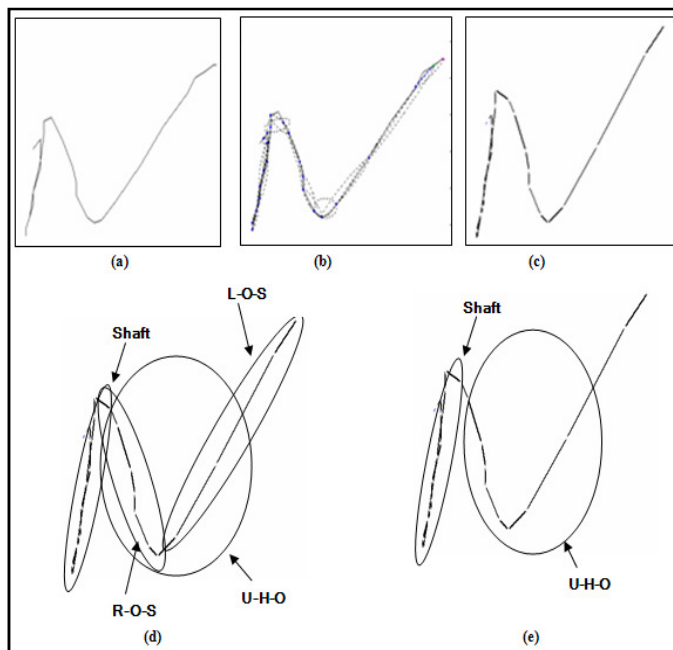 (a) (b) (c)
L-O-S
Shaft Shaft
U-H-O
U-H-O
R-O-S
(d) (e)